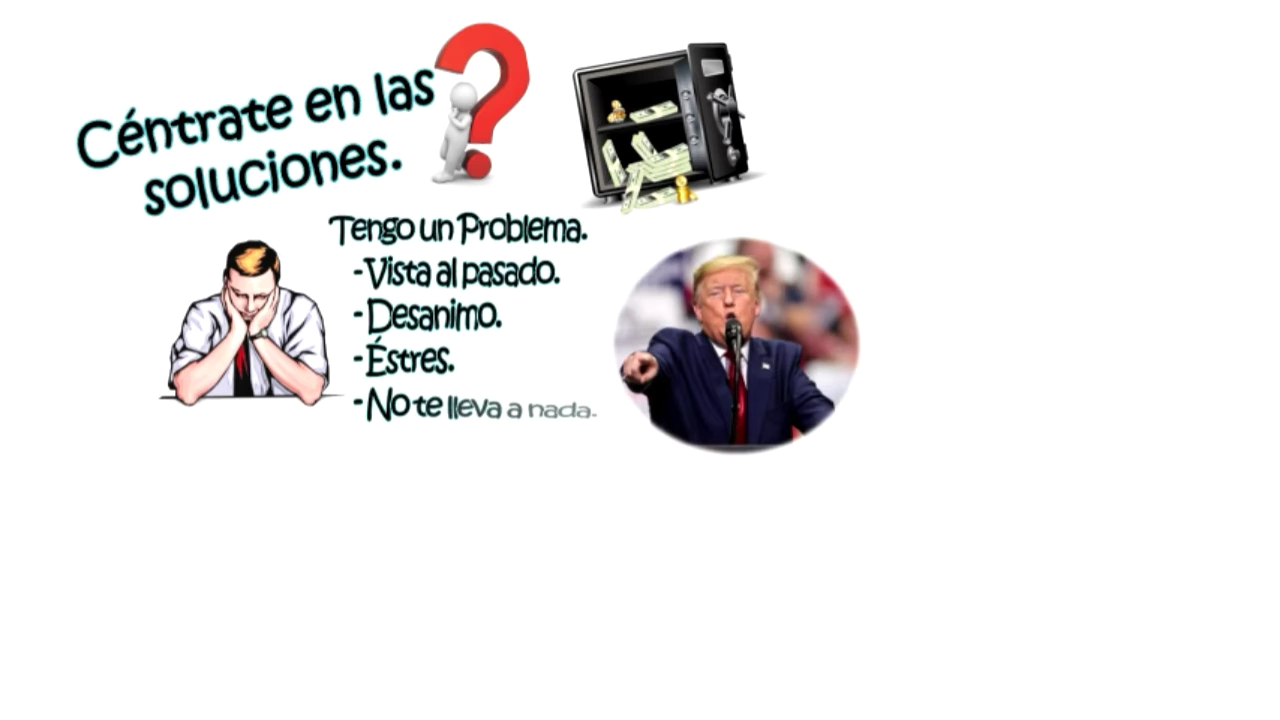 Céntrate en las
soluciones.
Tengo un Problema.
-Vista al pasado.
-Desanimo.
-Éstres.
-No te lleva a nada.